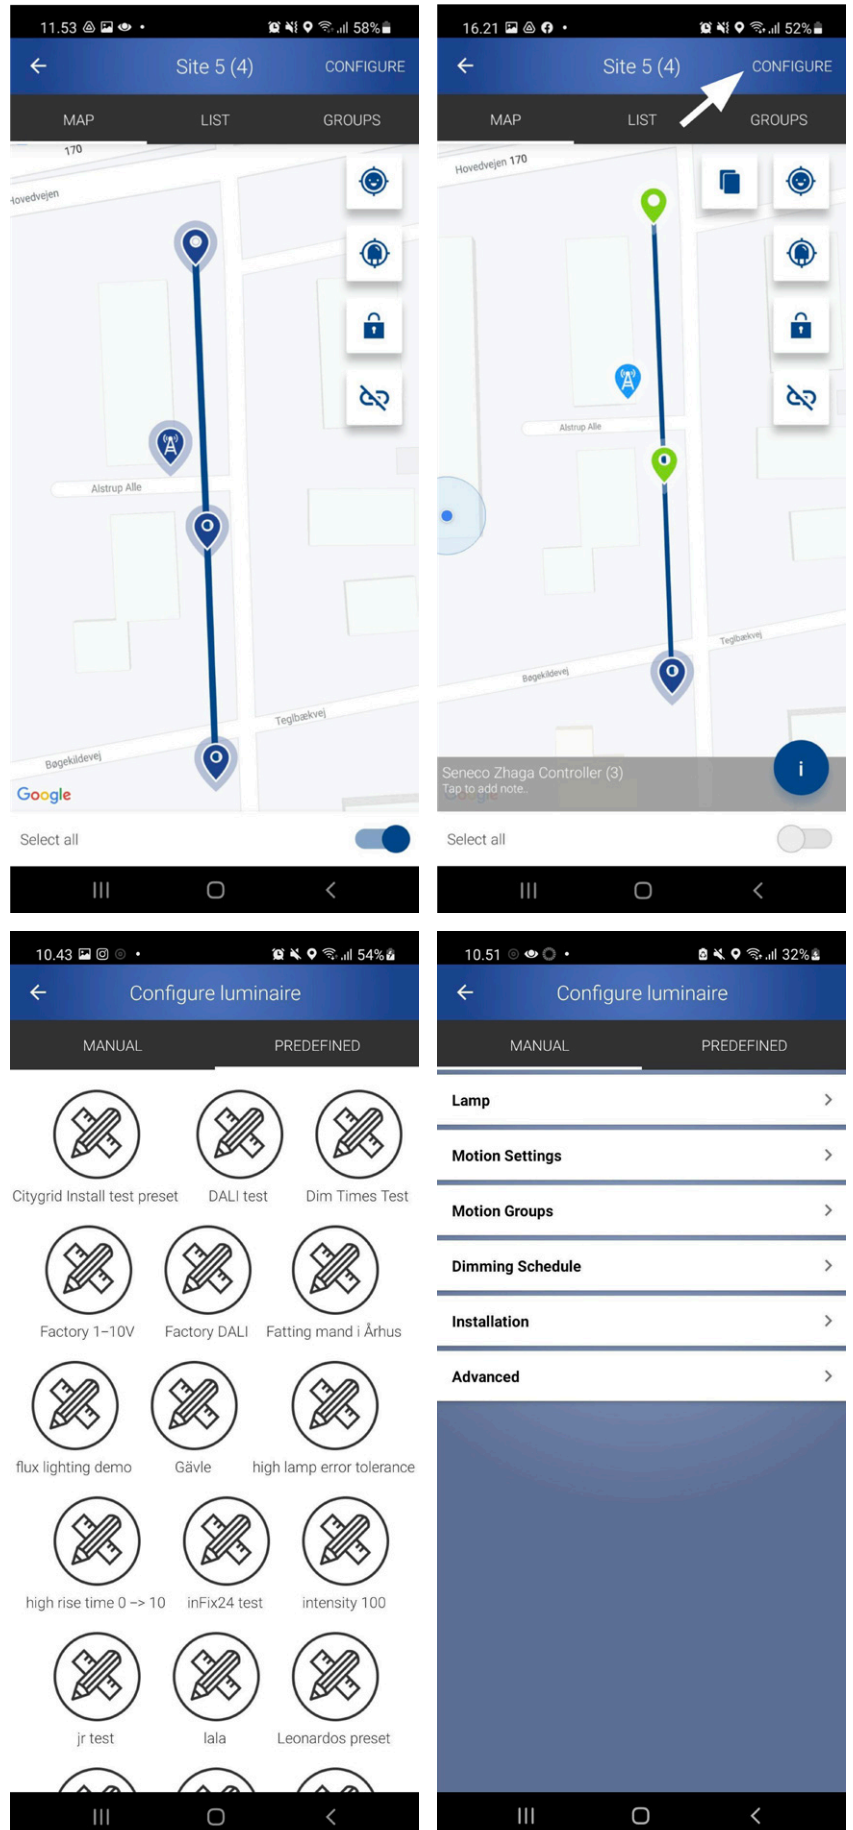 11.53 58%
Site 5 (4) CONFIGURE
MAP LIST GROUPS
170
Hovedvejen
Alstrup Alle
Teglbækvej
Bøgekildevej
Google
Select all
16.21 52%
Site 5 (4) CONFIGURE
MAP LIST GROUPS
Hovedvejen 170
Alstrup Alle
Teglbækvej
Bøgekildevej
Seneco Zhaga Controller (3)
Tap to add note..
Google
i
Select all
10.43 54%
Configure luminaire
MANUAL PREDEFINED
Citygrid Install test preset DALI test Dim Times Test
Factory 1-10V Factory DALI Fatting mand i Århus
flux lighting demo Gävle high lamp error tolerance
high rise time 0 -> 10 inFix24 test intensity 100
jr test lala Leonardos preset
10.51 32%
Configure luminaire
MANUAL PREDEFINED
Lamp
Motion Settings
Motion Groups
Dimming Schedule
Installation
Advanced